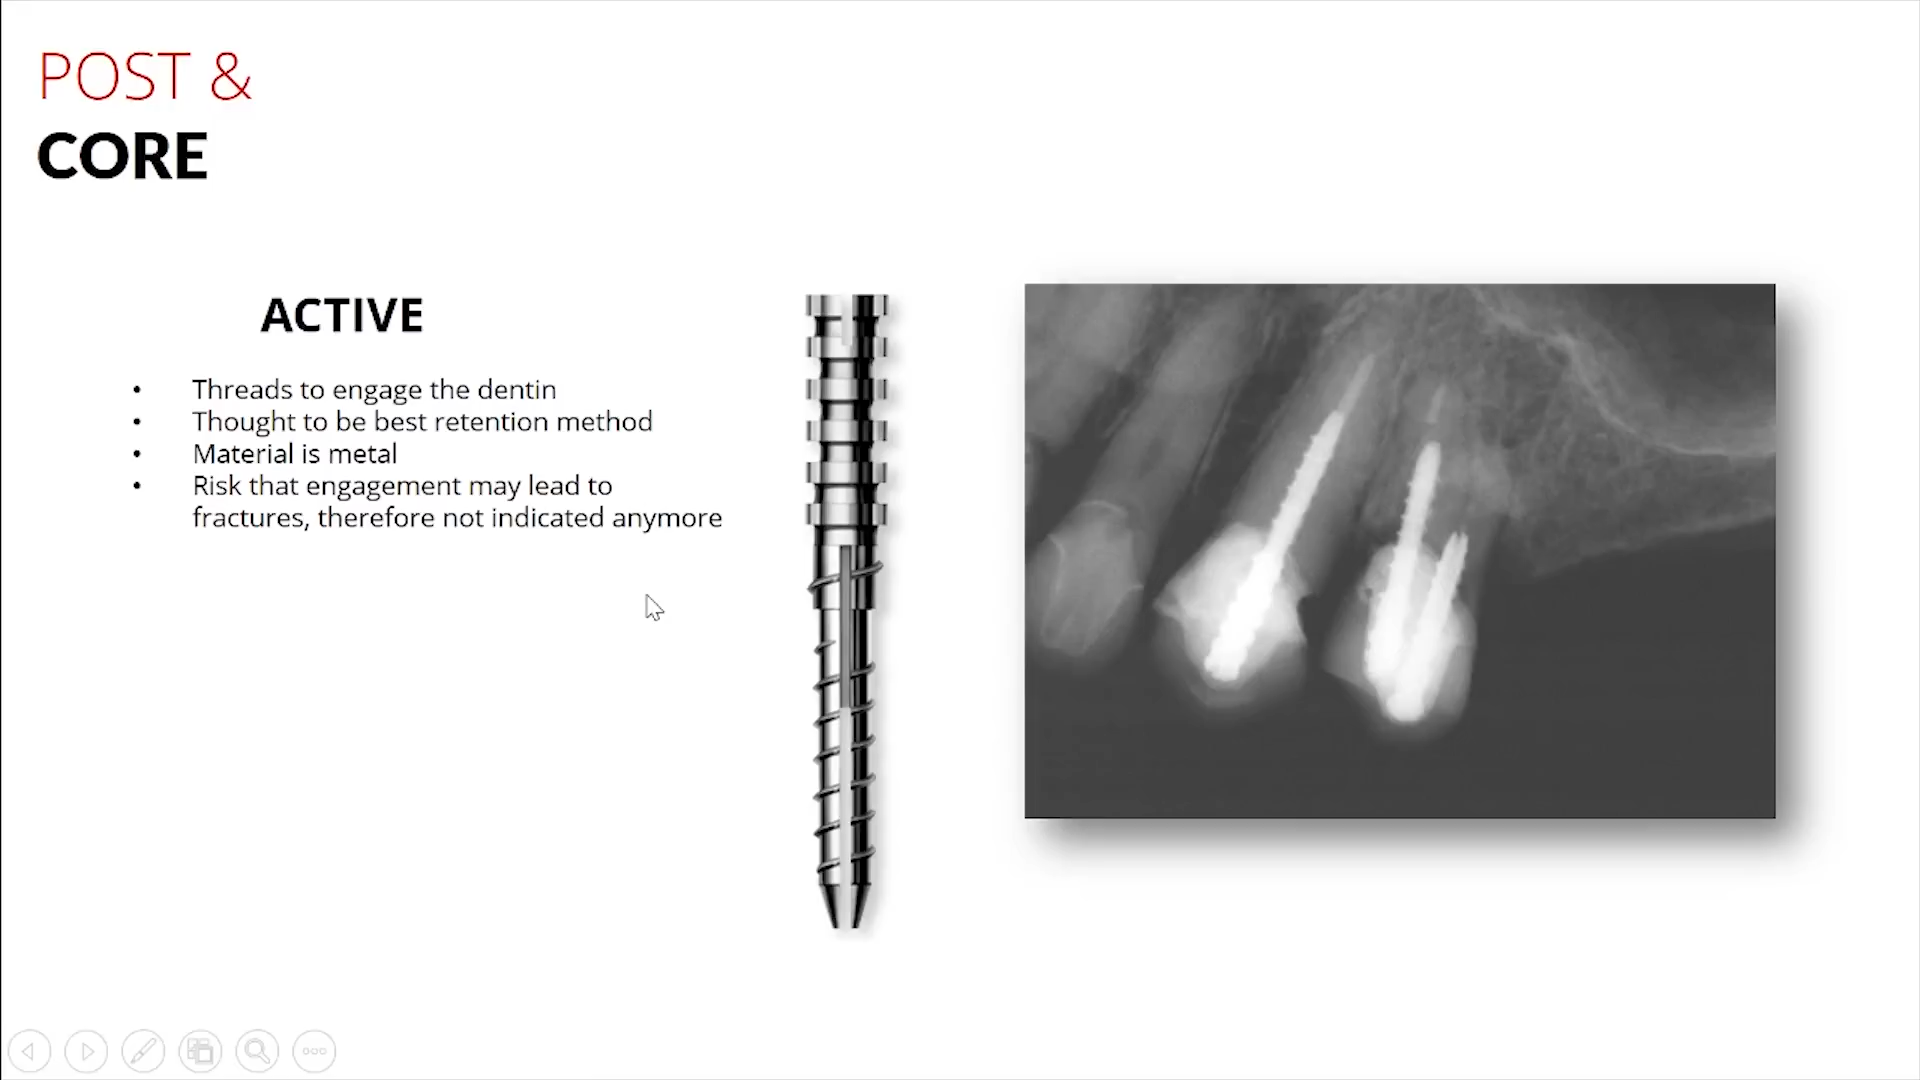 POST &
CORE
ACTIVE
• Threads to engage the dentin
• Thought to be best retention method
• Material is metal
• Risk that engagement may lead to
fractures, therefore not indicated anymore